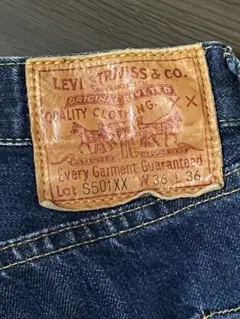 LEVI STRAUSS & CO.
ORIGINAL RIVETED
QUALITY CLOTHING.
XX
Every Garment Guaranteed
Lot S501XX W 36 L 36